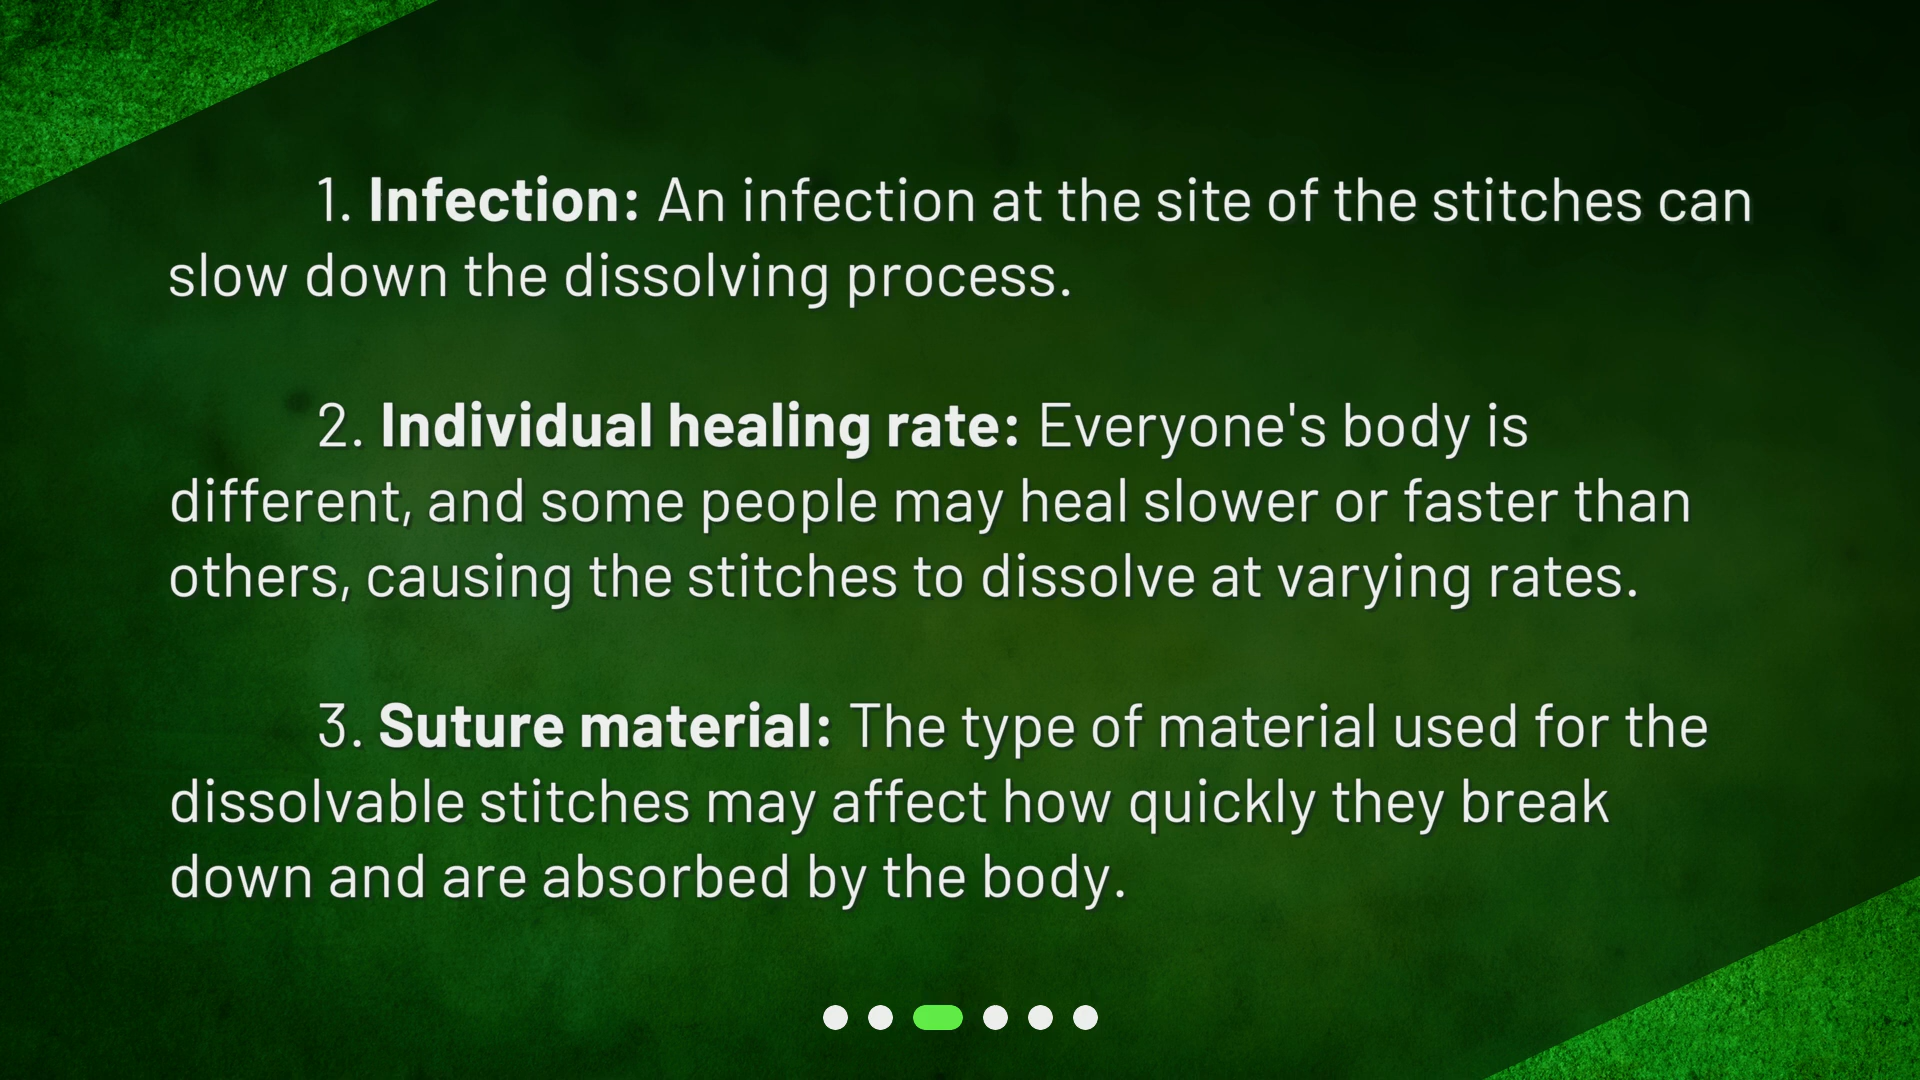 1. Infection: An infection at the site of the stitches can
slow down the dissolving process.
2. Individual healing rate: Everyone's body is
different, and some people may heal slower or faster than
others, causing the stitches to dissolve at varying rates.
3. Suture material: The type of material used for the
dissolvable stitches may affect how quickly they break
down and are absorbed by the body.